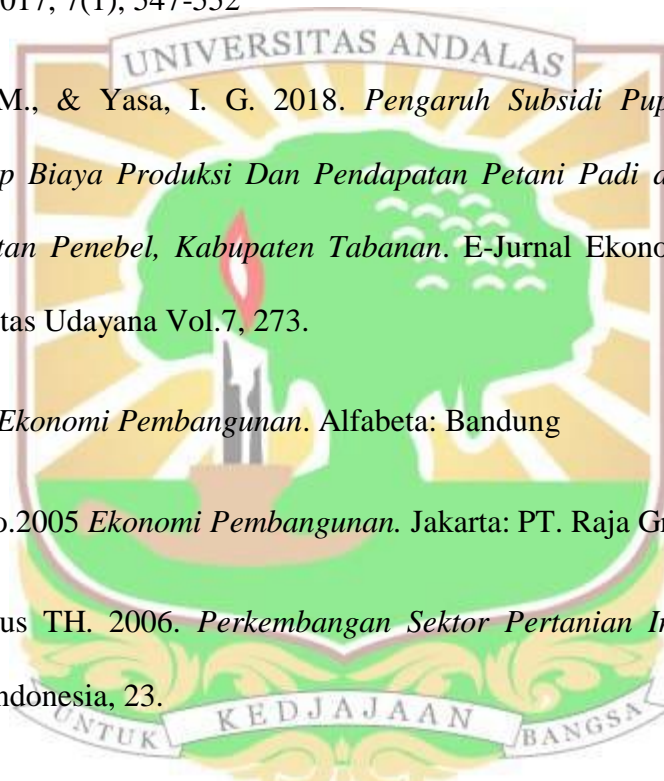 017, 7(1), 547-552
UNIVERSITAS ANDALAS
M., & Yasa, I. G. 2018. Pengaruh Subsidi Pup
p Biaya Produksi Dan Pendapatan Petani Padi d
tan Penebel, Kabupaten Tabanan. E-Jurnal Ekono
tas Udayana Vol.7, 273.
Ekonomi Pembangunan. Alfabeta: Bandung
o.2005 Ekonomi Pembangunan. Jakarta: PT. Raja Gr
us TH. 2006. Perkembangan Sektor Pertanian In
ndonesia, 23.
UNTUK KEDJAJAAN BANGSA